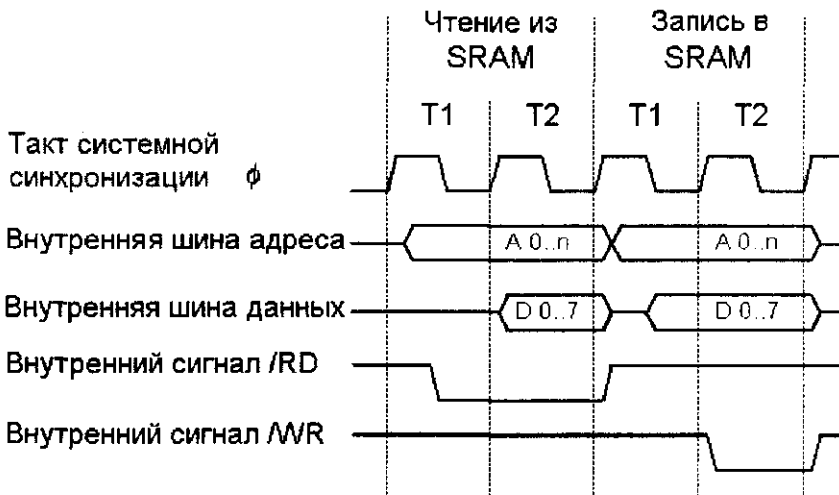 Чтение из
SRAM
Запись в
SRAM
T1 T2 T1 T2
Такт системной
синхронизации ϕ
Внутренняя шина адреса
A 0..n
A 0..n
Внутренняя шина данных
D 0..7
D 0..7
Внутренний сигнал /RD
Внутренний сигнал /WR